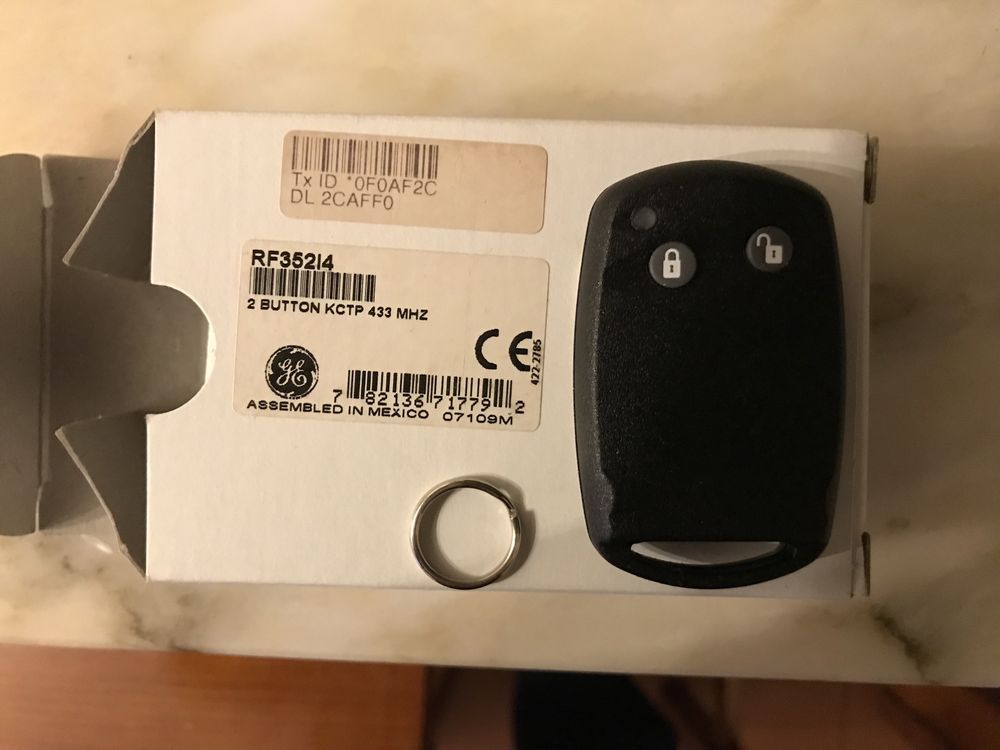 Tx ID *0F0AF2C
DL 2CAFF0
RF352I4
2 BUTTON KCTP 433 MHZ
CE
422-2785
GE
7 82136 71779 2
ASSEMBLED IN MEXICO 07109M